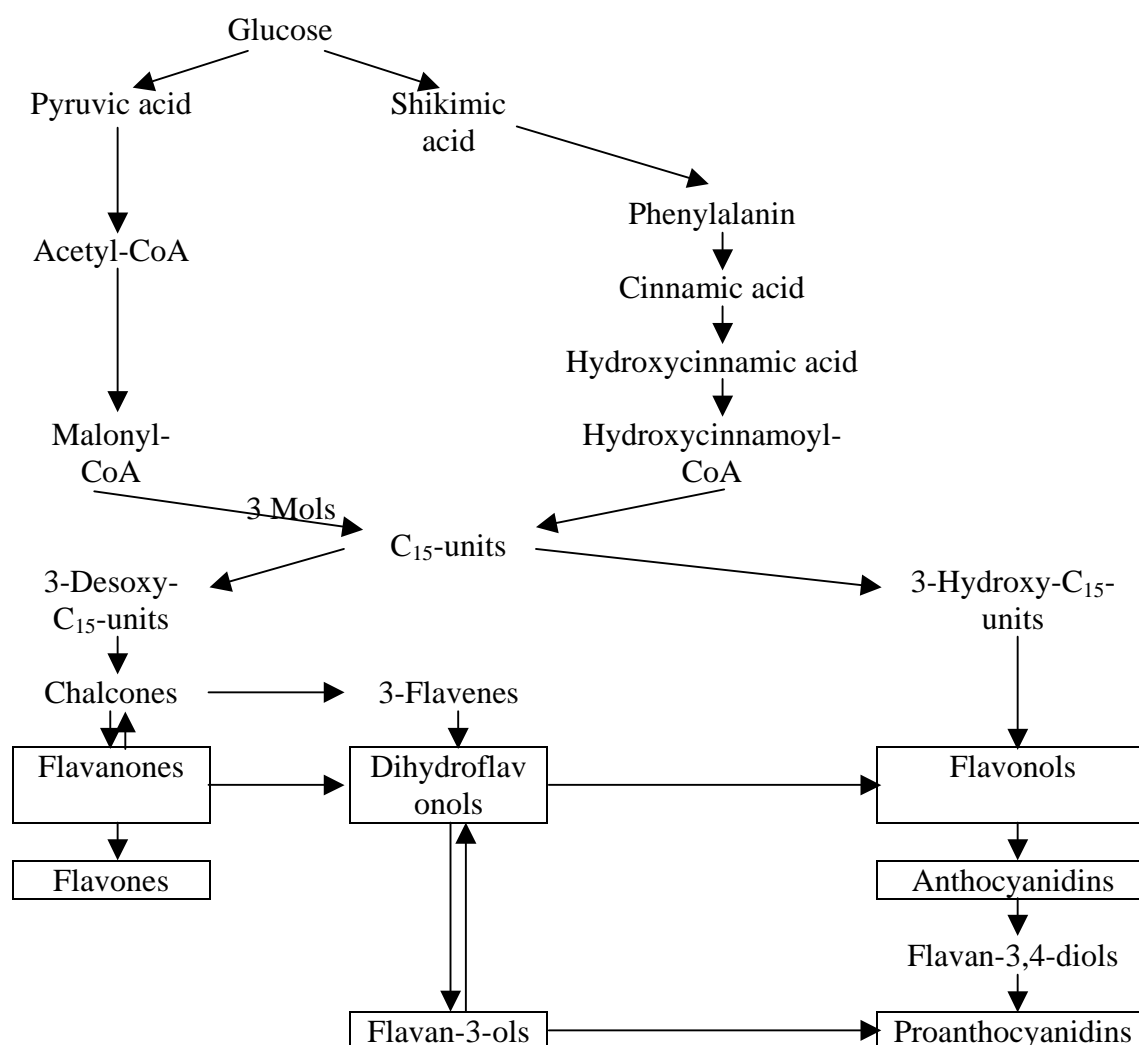 Glucose
Pyruvic acid
Shikimic
acid
Phenylalanin
Acetyl-CoA
Cinnamic acid
Hydroxycinnamic acid
Malonyl-
CoA
Hydroxycinnamoyl-
CoA
3 Mols
C₁₅-units
3-Desoxy-
C₁₅-units
3-Hydroxy-C₁₅-
units
Chalcones
3-Flavenes
Flavanones
Dihydroflav
onols
Flavonols
Flavones
Anthocyanidins
Flavan-3,4-diols
Flavan-3-ols
Proanthocyanidins